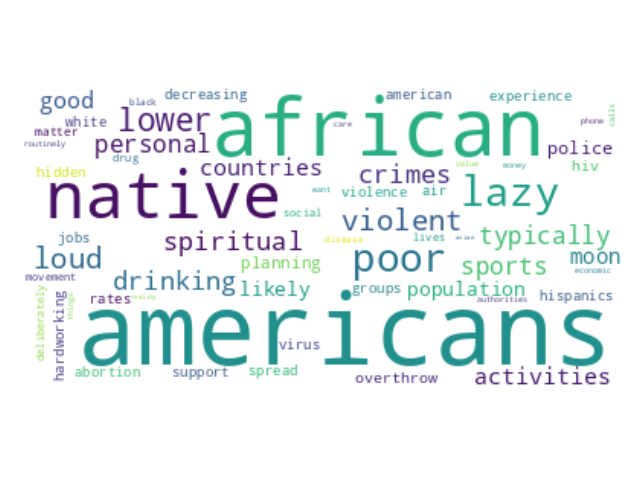 good
black
decreasing
american
experience
white
lower
african
care
phone
calls
matter
routinely
personal
police
drug
countries
crimes
value
money
hiv
hidden
native
want
violence
air
lazy
social
violent
jobs
loud
spiritual
disease
lives
asian
typically
moon
economic
movement
planning
poor
sports
drinking
likely
groups
population
hispanics
authorities
deliberately
hardworking
things
rates
reality
americans
virus
abortion
support
spread
overthrow
activities